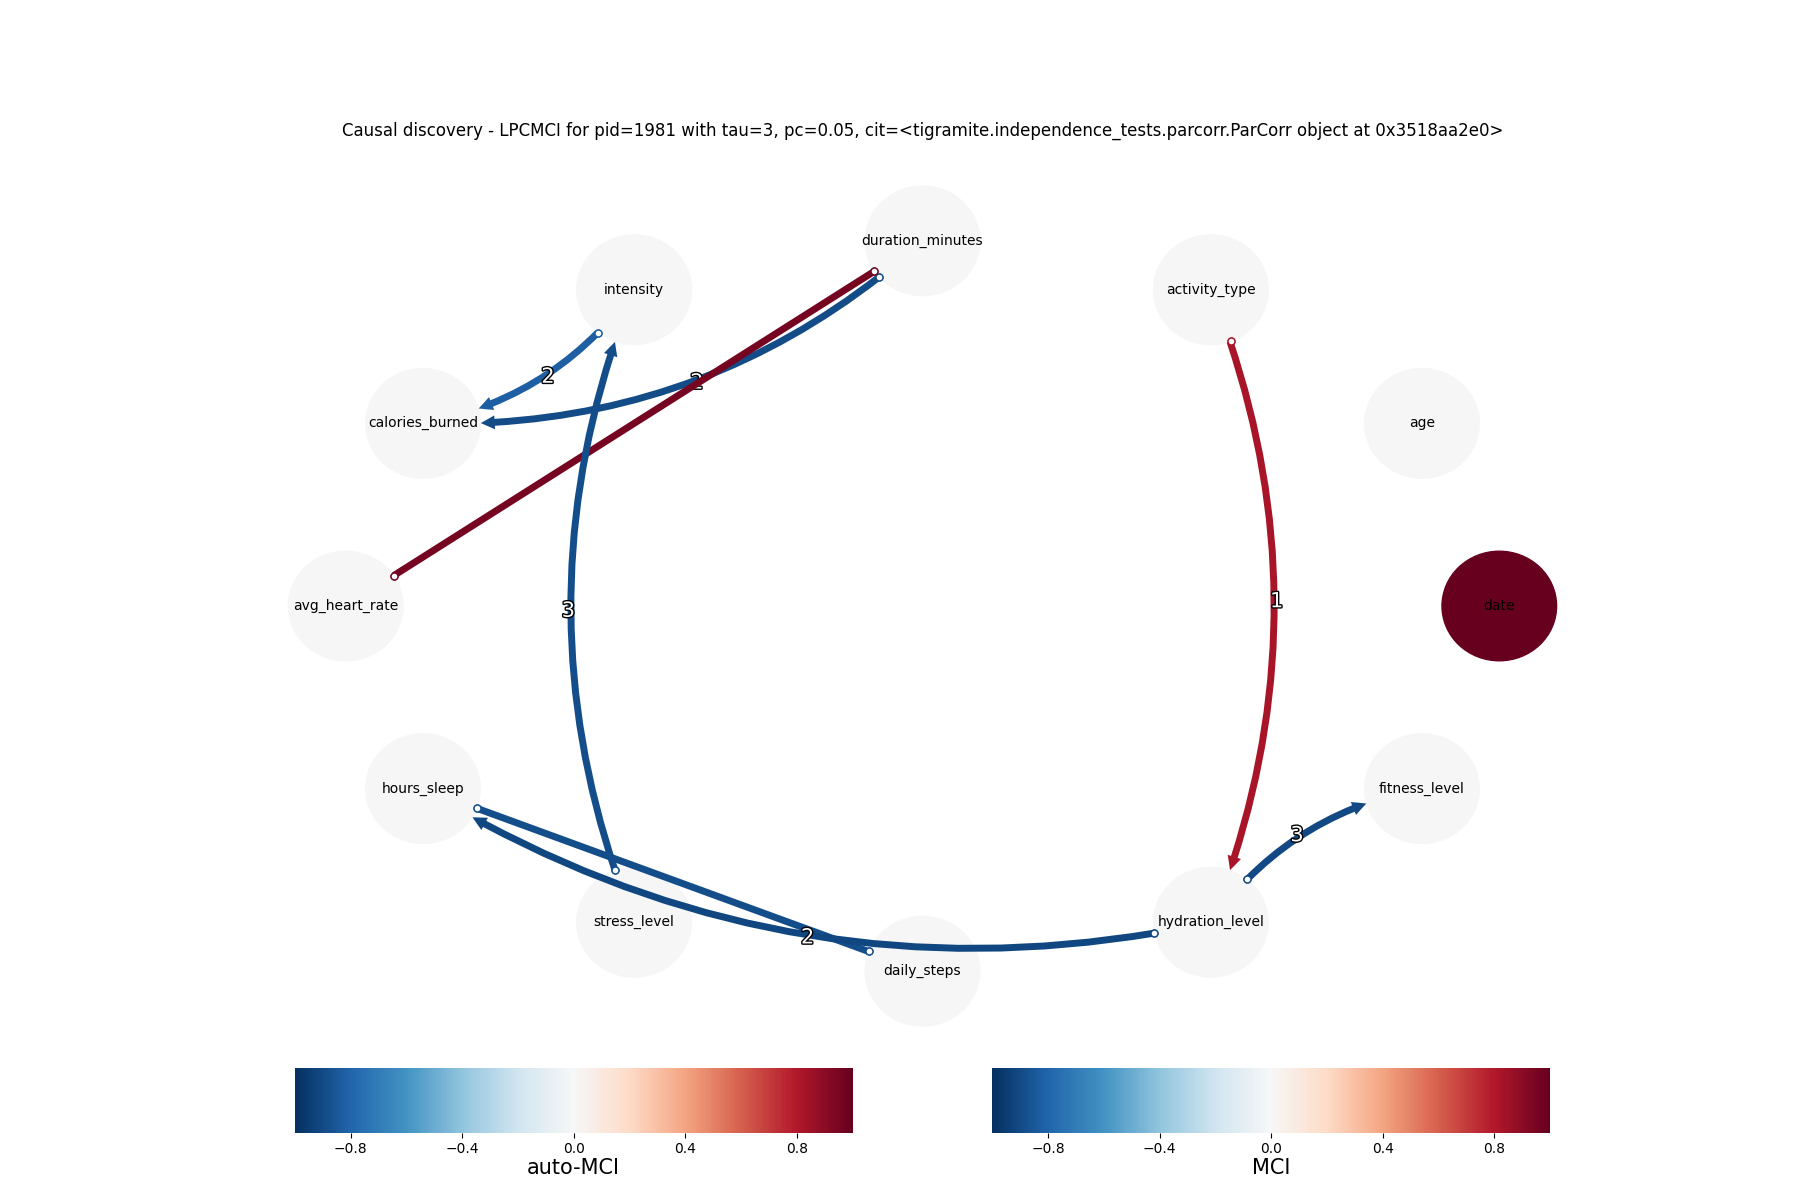 Causal discovery - LPCMCI for pid=1981 with tau=3, pc=0.05, cit=<tigramite.independence_tests.parcorr.ParCorr object at 0x3518aa2e0>
duration_minutes
intensity
activity_type
2
2
calories_burned
age
avg_heart_rate
3
1
date
hours_sleep
fitness_level
3
stress_level
2
hydration_level
daily_steps
−0.8 −0.4 0.0 0.4 0.8
auto-MCI
−0.8 −0.4 0.0 0.4 0.8
MCI